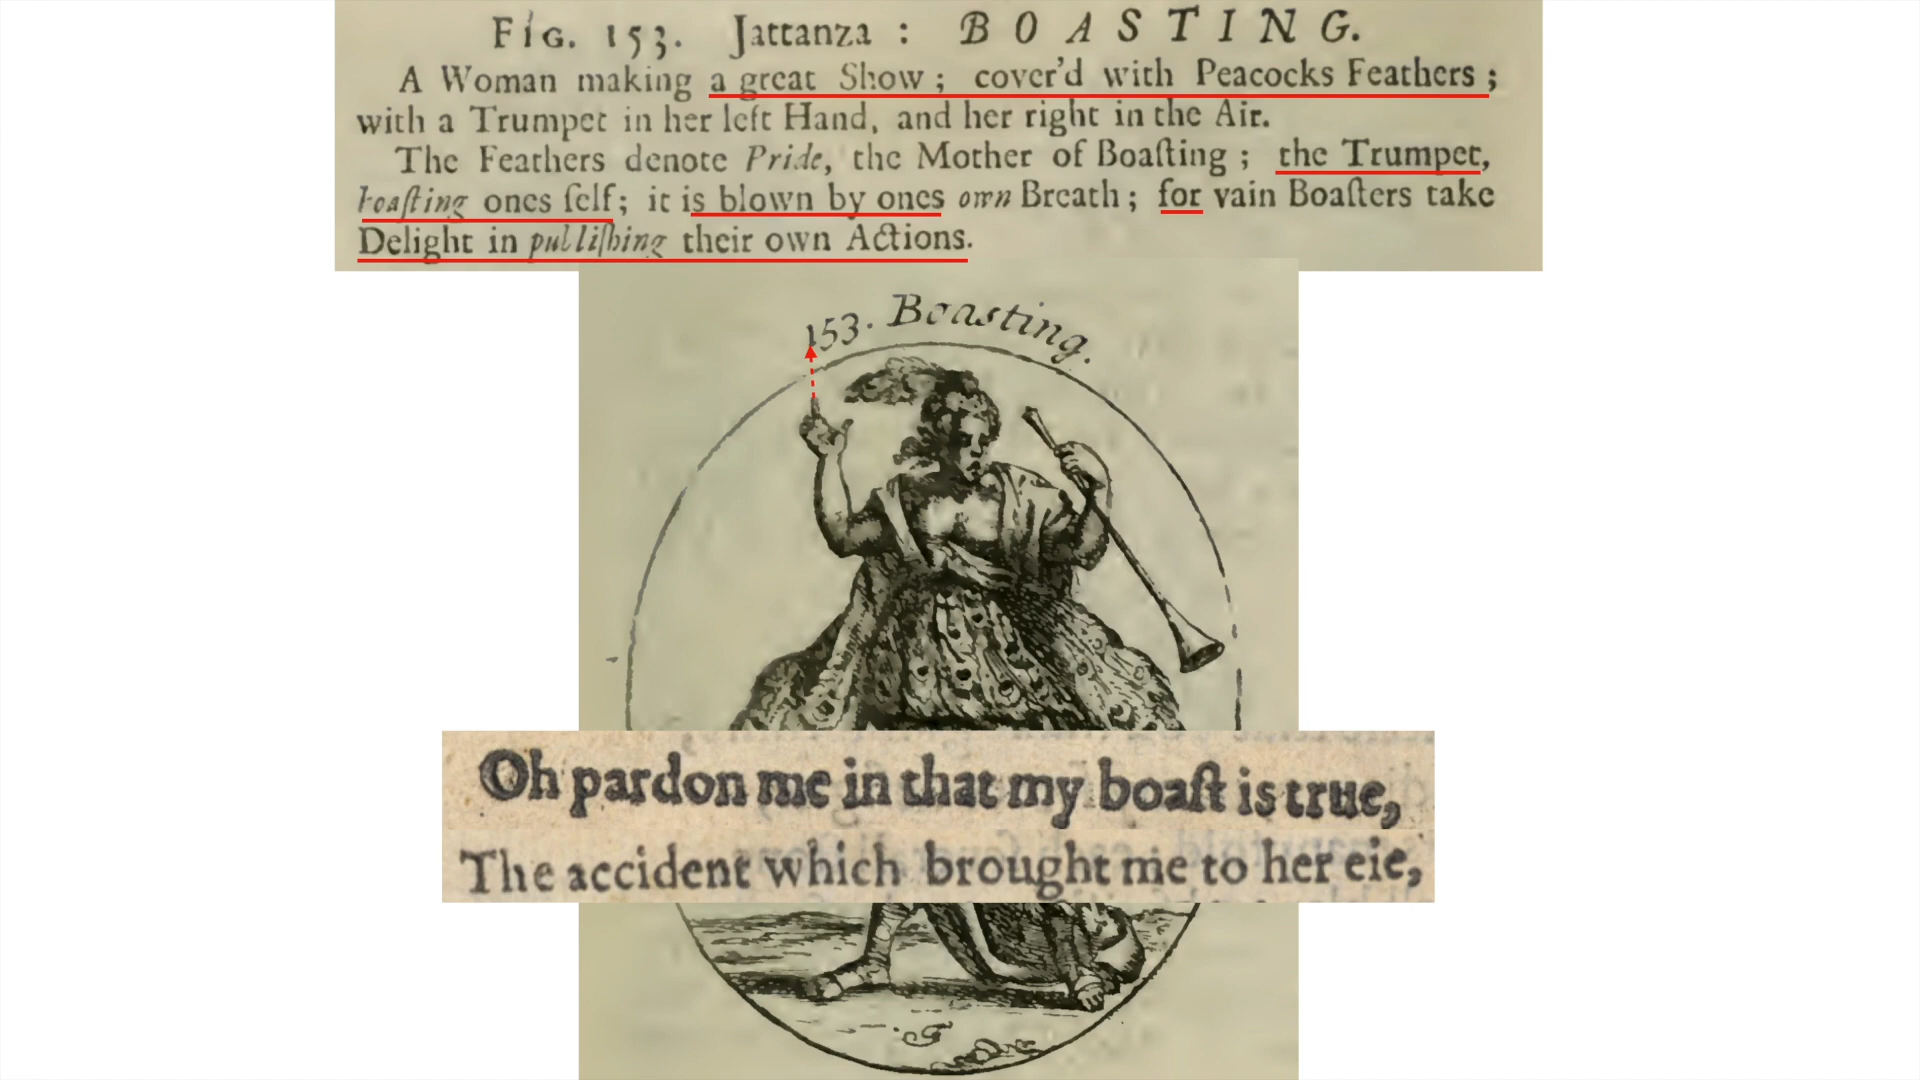 FIG. 153. Jattanza : BOASTING.
A Woman making a great Show ; cover'd with Peacocks Feathers ;
with a Trumpet in her left Hand, and her right in the Air.
The Feathers denote Pride, the Mother of Boaſting ; the Trumpet,
boaſting ones ſelf; it is blown by ones own Breath ; for vain Boaſters take
Delight in publiſhing their own Actions.
153. Boasting.
Oh pardon me in that my boaſt is true,
The accident which brought me to her eie,